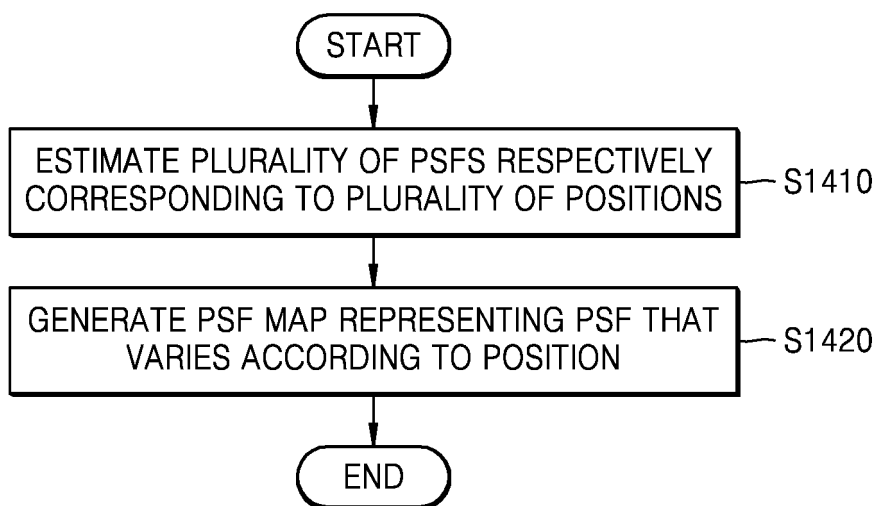 START
ESTIMATE PLURALITY OF PSFS RESPECTIVELY
CORRESPONDING TO PLURALITY OF POSITIONS
S1410
GENERATE PSF MAP REPRESENTING PSF THAT
VARIES ACCORDING TO POSITION
S1420
END